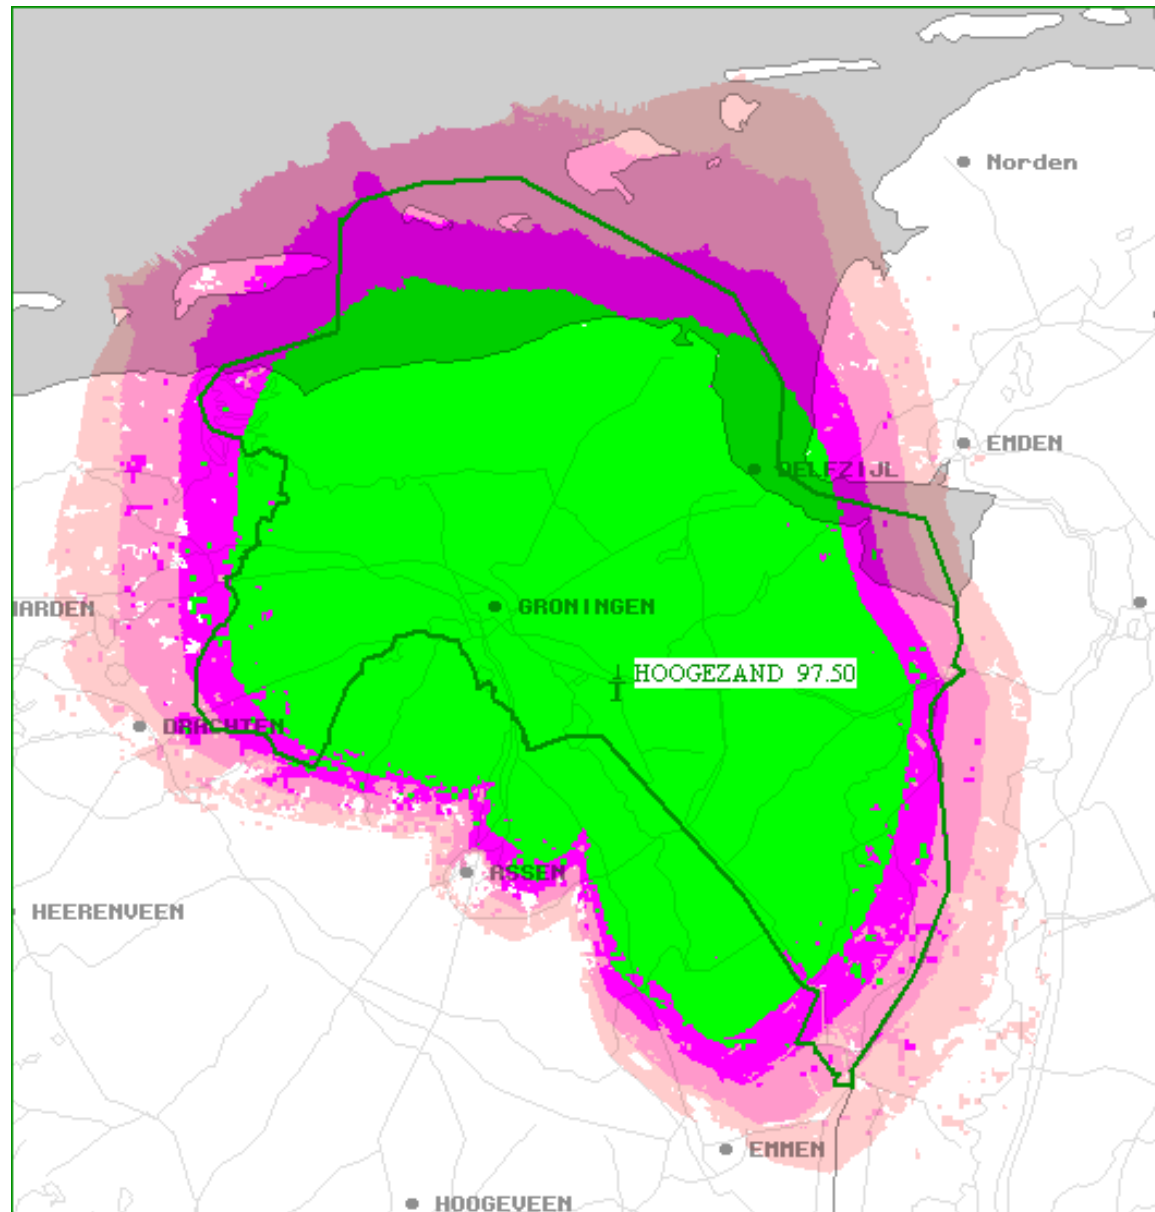 Norden
EMDEN
DELFZIJL
GRONINGEN
HOOGEZAND 97.50
DRACHTEN
ASSEN
HEERENVEEN
EMMEN
HOOGEVEEN